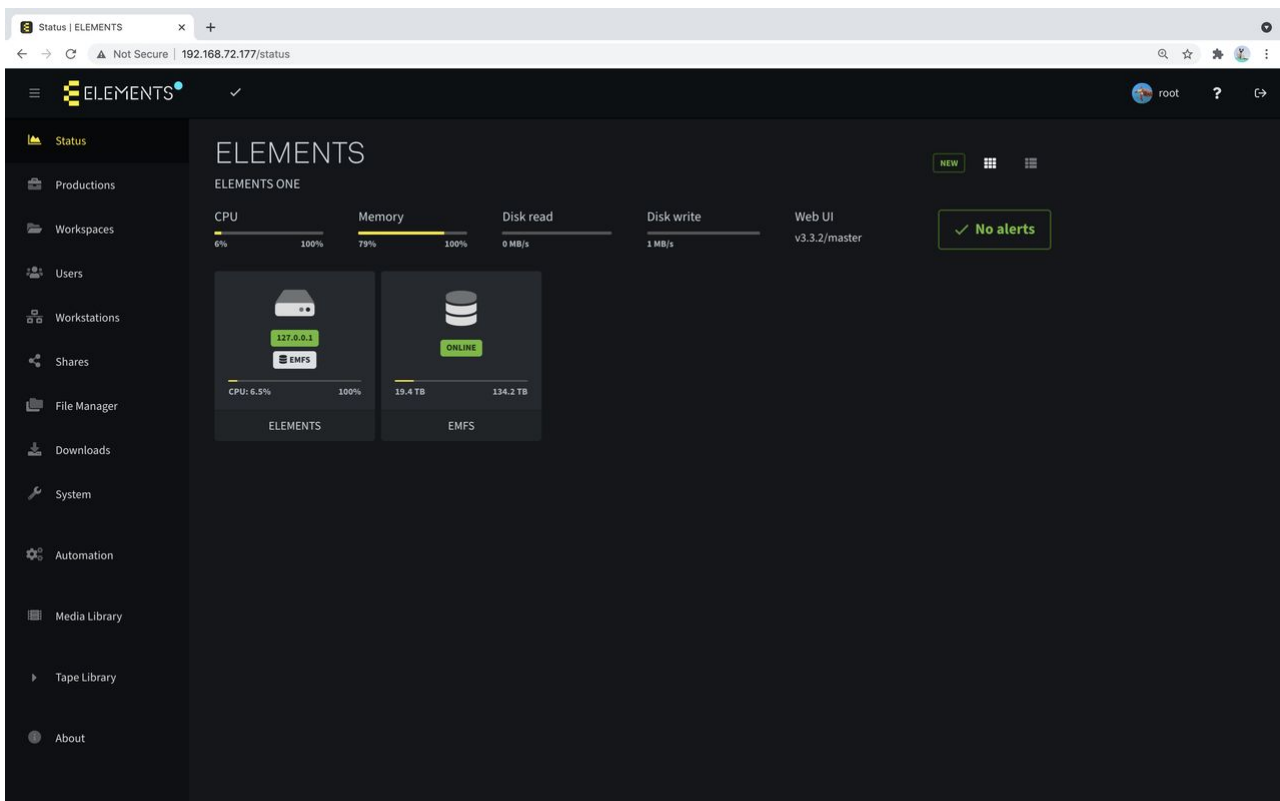 Status | ELEMENTS
Not Secure | 192.168.72.177/status
ELEMENTS
root ?
Status
Productions
Workspaces
Users
Workstations
Shares
File Manager
Downloads
System
Automation
Media Library
Tape Library
About
ELEMENTS
ELEMENTS ONE
NEW
CPU
6% 100%
Memory
79% 100%
Disk read
0 MB/s
Disk write
1 MB/s
Web UI
v3.3.2/master
No alerts
127.0.0.1
EMFS
CPU: 6.5% 100%
ELEMENTS
ONLINE
19.4 TB 134.2 TB
EMFS